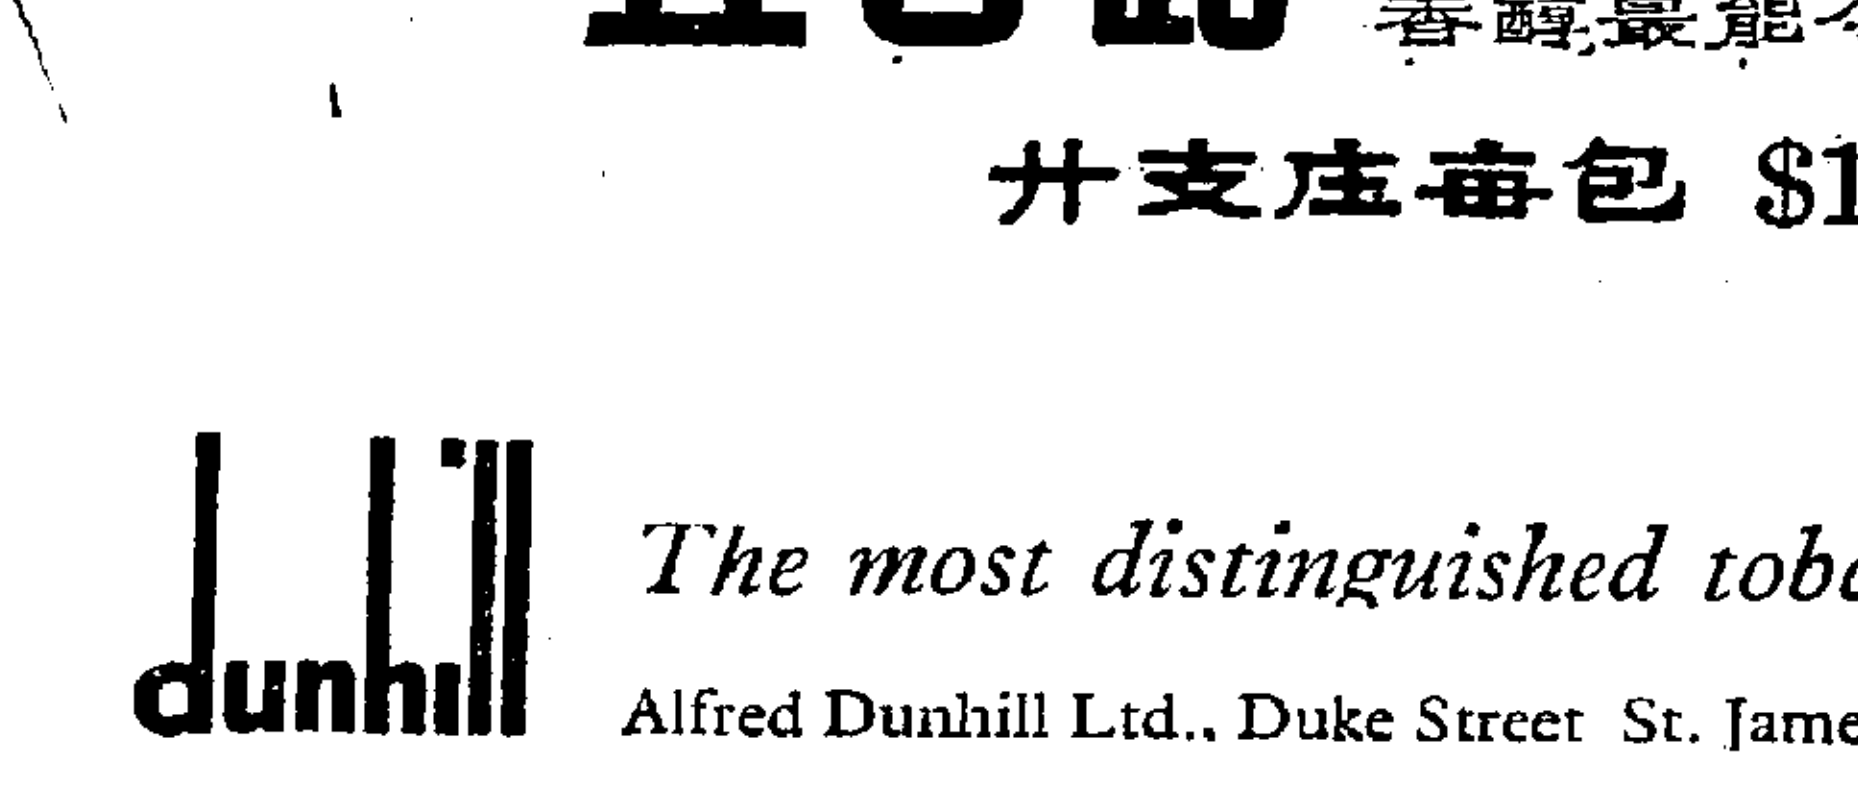 香醇最能
廿支庄每包 $1
dunhill
The most distinguished tob
Alfred Dunhill Ltd., Duke Street St. Jame